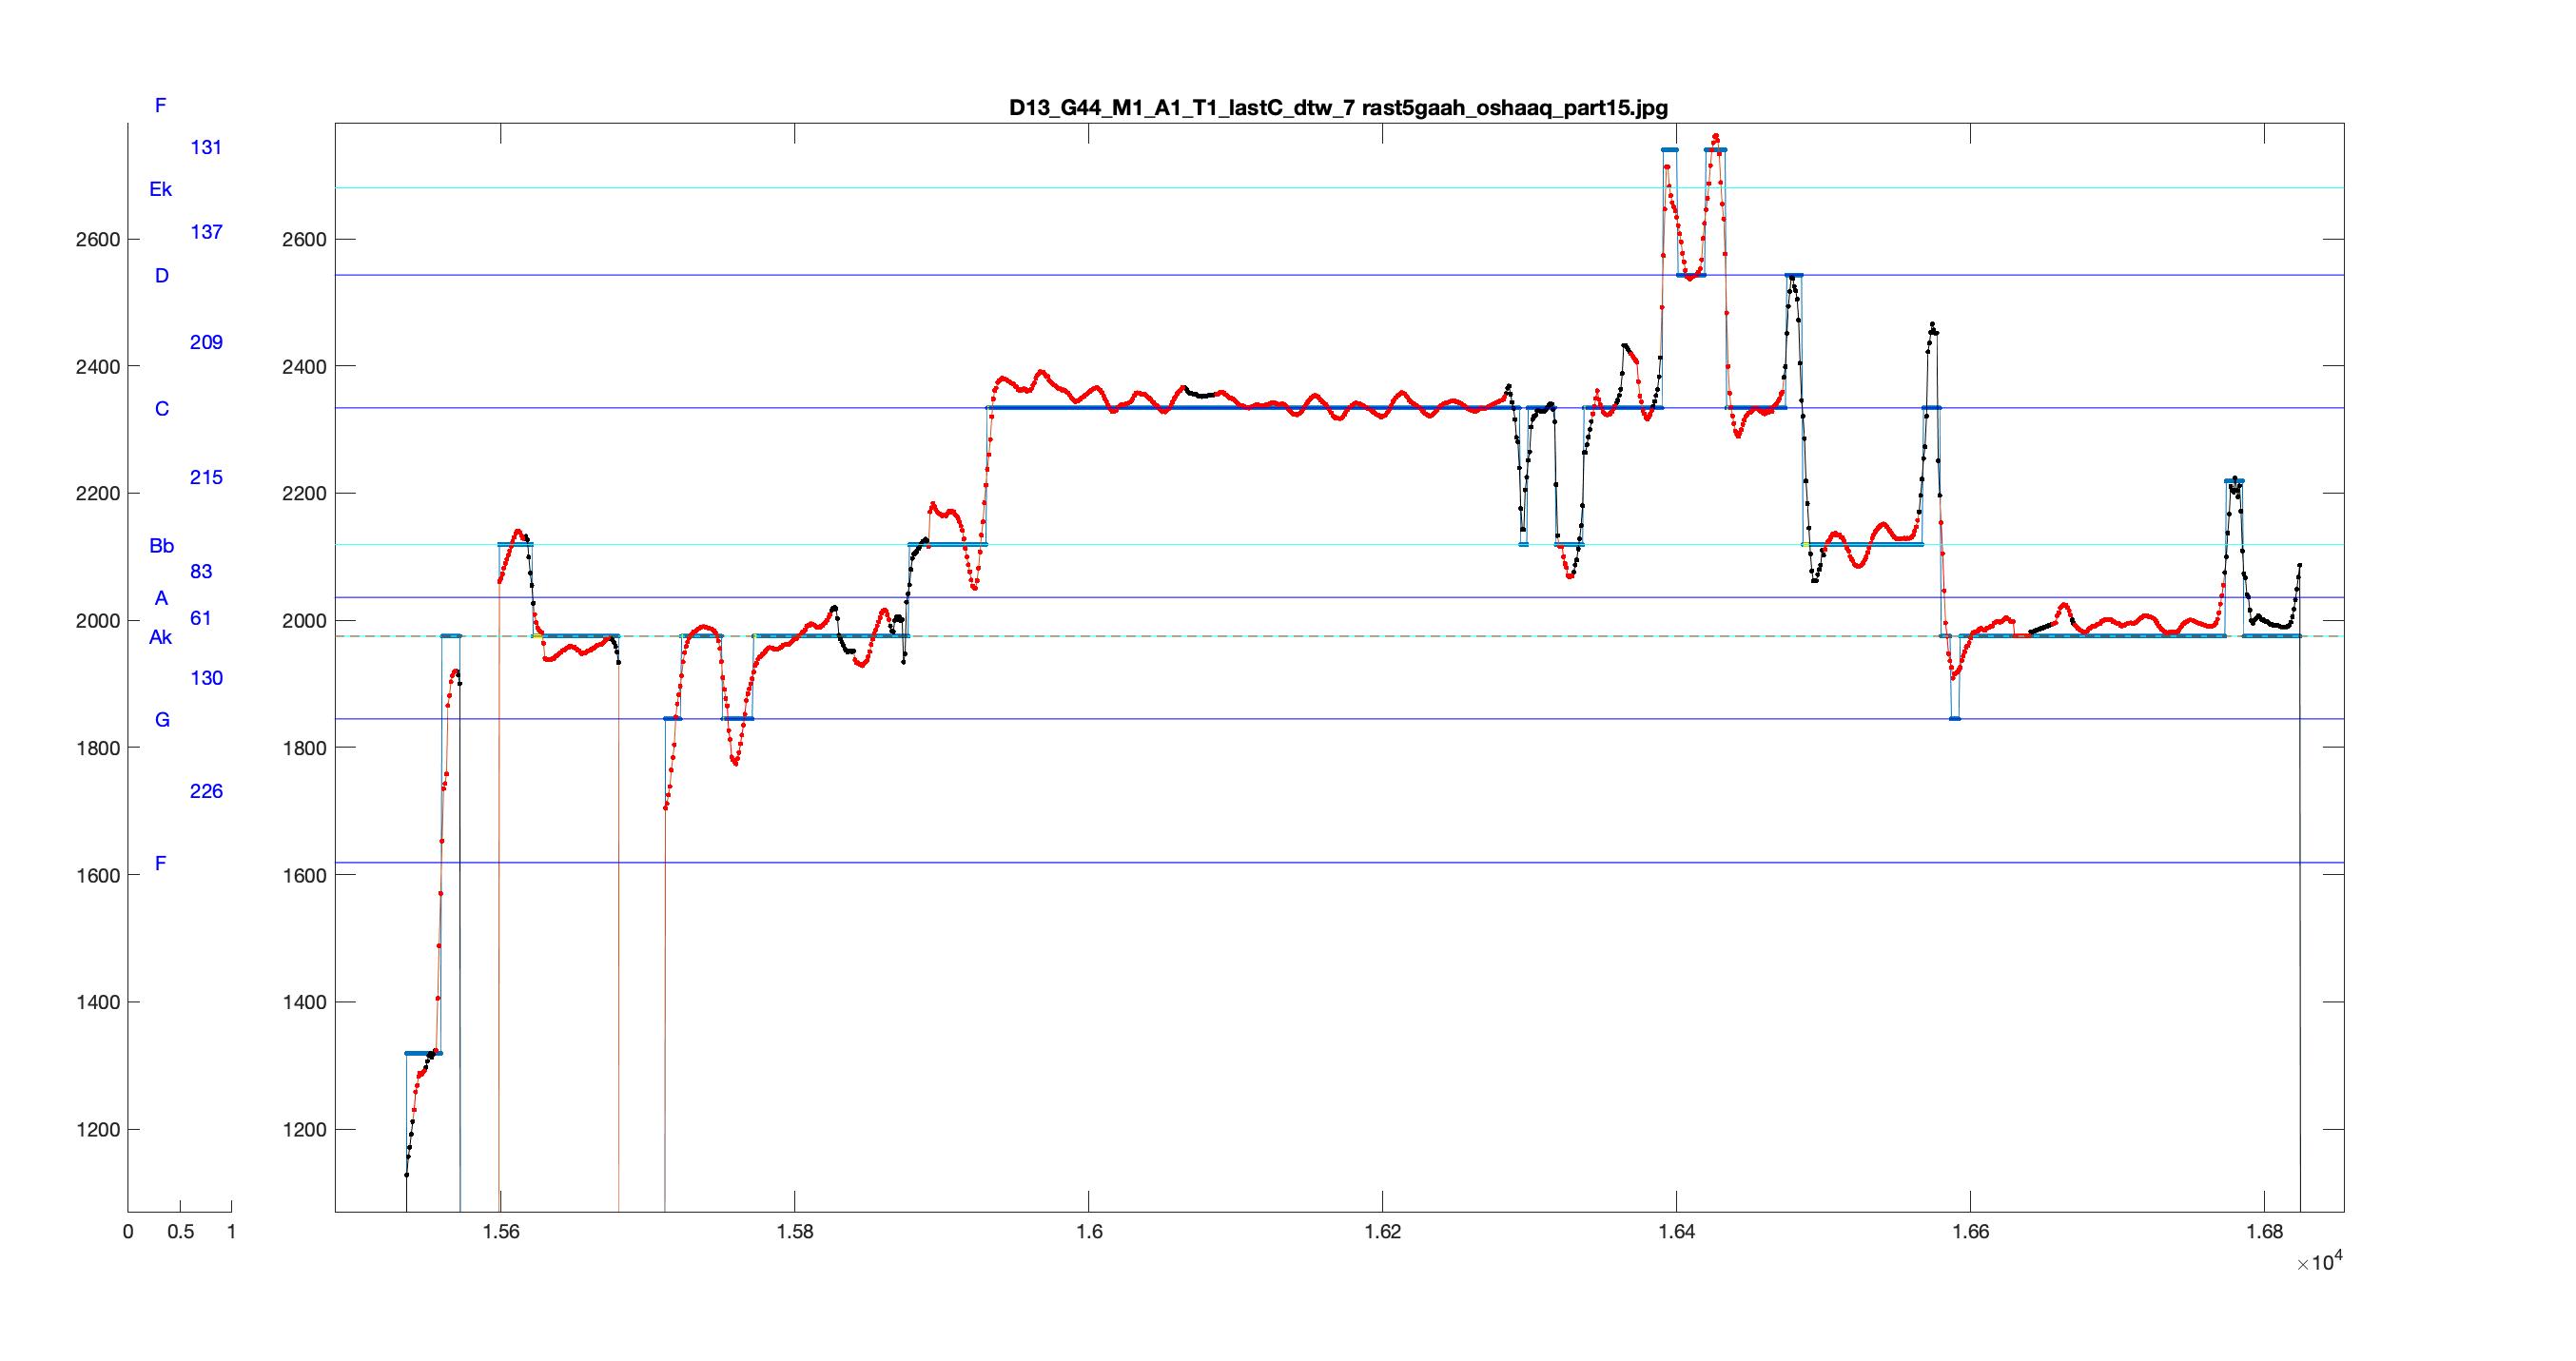 D13_G44_M1_A1_T1_lastC_dtw_7 rast5gaah_oshaaq_part15.jpg
F
131
Ek
137
2600 2600
D
209
2400 2400
C
215
2200 2200
Bb
83
A
61
2000 2000
Ak
130
G
1800 1800
226
F
1600 1600
1400 1400
1200 1200
0 0.5 1 1.56 1.58 1.6 1.62 1.64 1.66 1.68
×10⁴